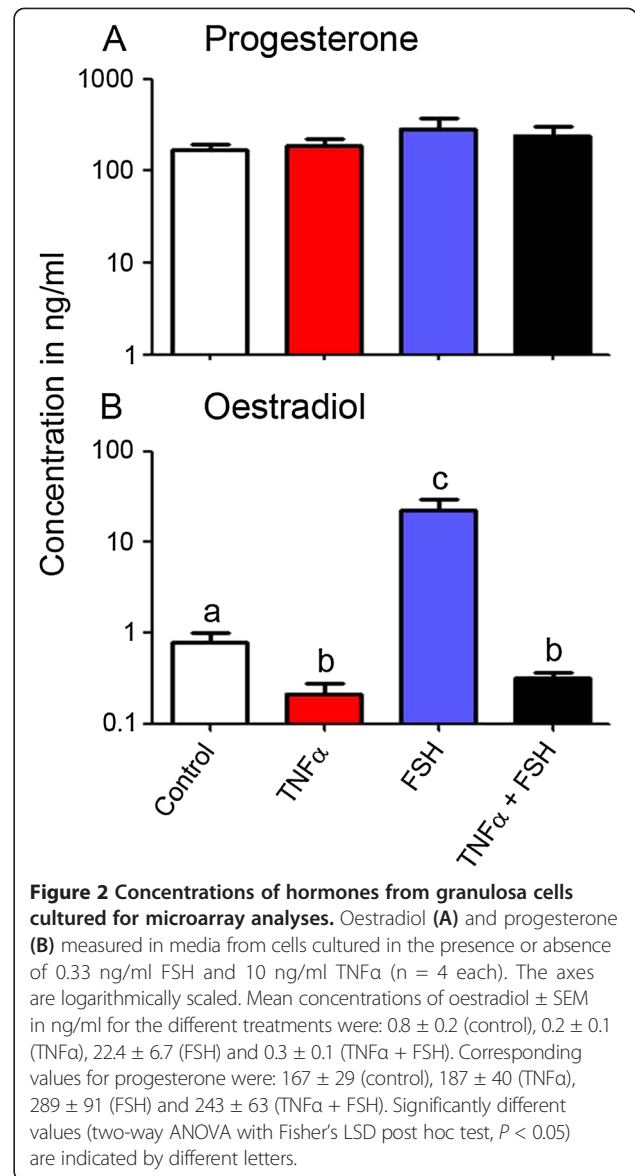 A Progesterone
1000
100
10
1
Concentration in ng/ml
B Oestradiol
100
10
1
0.1
a
b
c
b
Control
TNFα
FSH
TNFα + FSH
Figure 2 Concentrations of hormones from granulosa cells
cultured for microarray analyses. Oestradiol (A) and progesterone
(B) measured in media from cells cultured in the presence or absence
of 0.33 ng/ml FSH and 10 ng/ml TNFα (n = 4 each). The axes
are logarithmically scaled. Mean concentrations of oestradiol ± SEM
in ng/ml for the different treatments were: 0.8 ± 0.2 (control), 0.2 ± 0.1
(TNFα), 22.4 ± 6.7 (FSH) and 0.3 ± 0.1 (TNFα + FSH). Corresponding
values for progesterone were: 167 ± 29 (control), 187 ± 40 (TNFα),
289 ± 91 (FSH) and 243 ± 63 (TNFα + FSH). Significantly different
values (two-way ANOVA with Fisher's LSD post hoc test, P < 0.05)
are indicated by different letters.